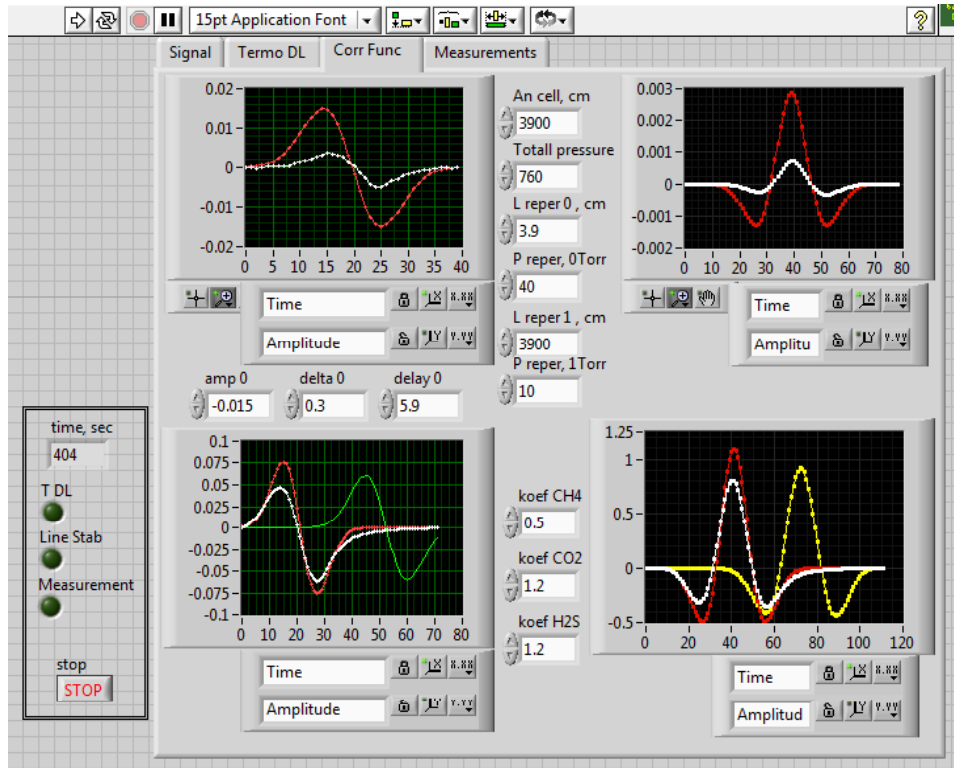 15pt Application Font
Signal Termo DL Corr Func Measurements
0.02
0.01
0
-0.01
-0.02
0 5 10 15 20 25 30 35 40
Time
Amplitude
An cell, cm
3900
Totall pressure
760
L reper 0 , cm
3.9
P reper, 0Torr
40
L reper 1 , cm
3900
P reper, 1Torr
10
0.003
0.002
0.001
0
-0.001
-0.002
0 10 20 30 40 50 60 70 80
Time
Amplitu
amp 0 delta 0 delay 0
-0.015 0.3 5.9
time, sec
404
T DL
Line Stab
Measurement
stop
STOP
0.1
0.075
0.05
0.025
0
-0.025
-0.05
-0.075
-0.1
0 10 20 30 40 50 60 70 80
Time
Amplitude
koef CH4
0.5
koef CO2
1.2
koef H2S
1.2
1.25
1
0.5
0
-0.5
0 20 40 60 80 100 120
Time
Amplitud